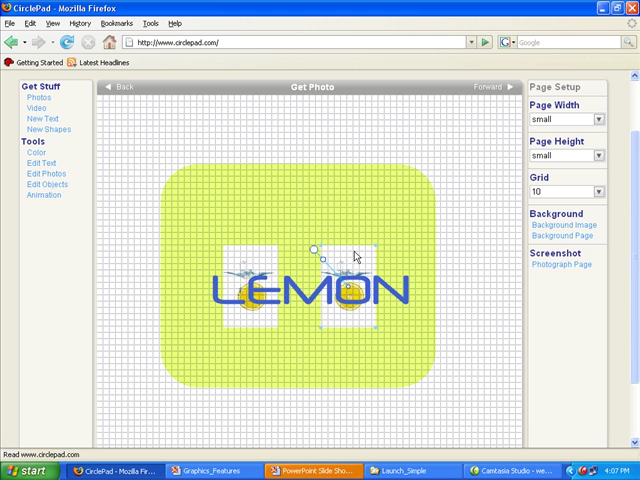 CirclePad - Mozilla Firefox
File Edit View History Bookmarks Tools Help
http://www.circlepad.com/
Google
Getting Started Latest Headlines
Get Stuff
Photos
Video
New Text
New Shapes
Tools
Color
Edit Text
Edit Photos
Edit Objects
Animation
Back Get Photo Forward
LEMON
Page Setup
Page Width
small
Page Height
small
Grid
10
Background
Background Image
Background Page
Screenshot
Photograph Page
Read www.circlepad.com
start CirclePad - Mozilla Fir... Graphics_Features PowerPoint Slide Sho... Launch_Simple Camtasia Studio - we... 4:07 PM